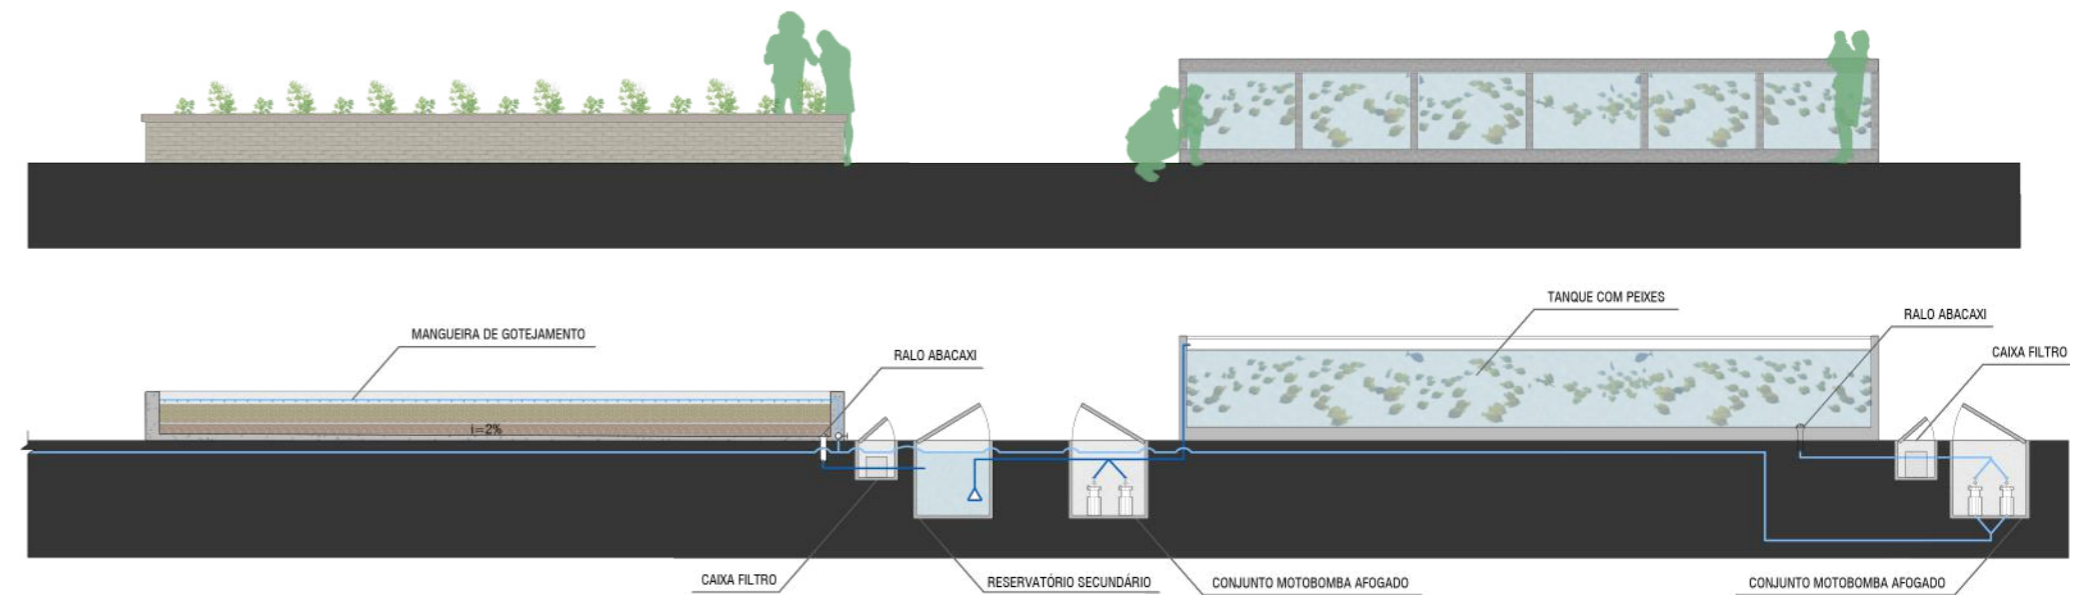 TANQUE COM PEIXES
RALO ABACAXI
MANGUEIRA DE GOTEJAMENTO
RALO ABACAXI
CAIXA FILTRO
i=2%
CAIXA FILTRO
RESERVATÓRIO SECUNDÁRIO
CONJUNTO MOTOBOMBA AFOGADO
CONJUNTO MOTOBOMBA AFOGADO